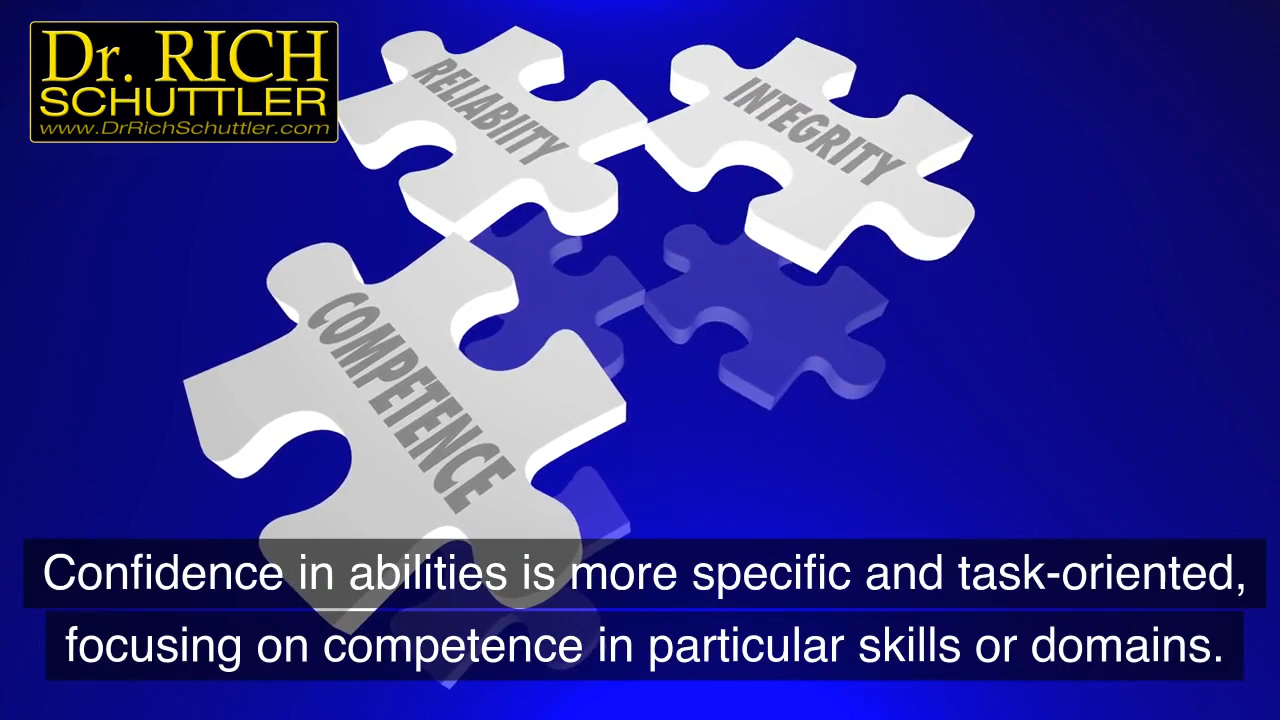 Dr. RICH
SCHUTTLER
www.DrRichSchuttler.com
RELIABIITY
INTEGRITY
COMPETENCE
Confidence in abilities is more specific and task-oriented,
focusing on competence in particular skills or domains.